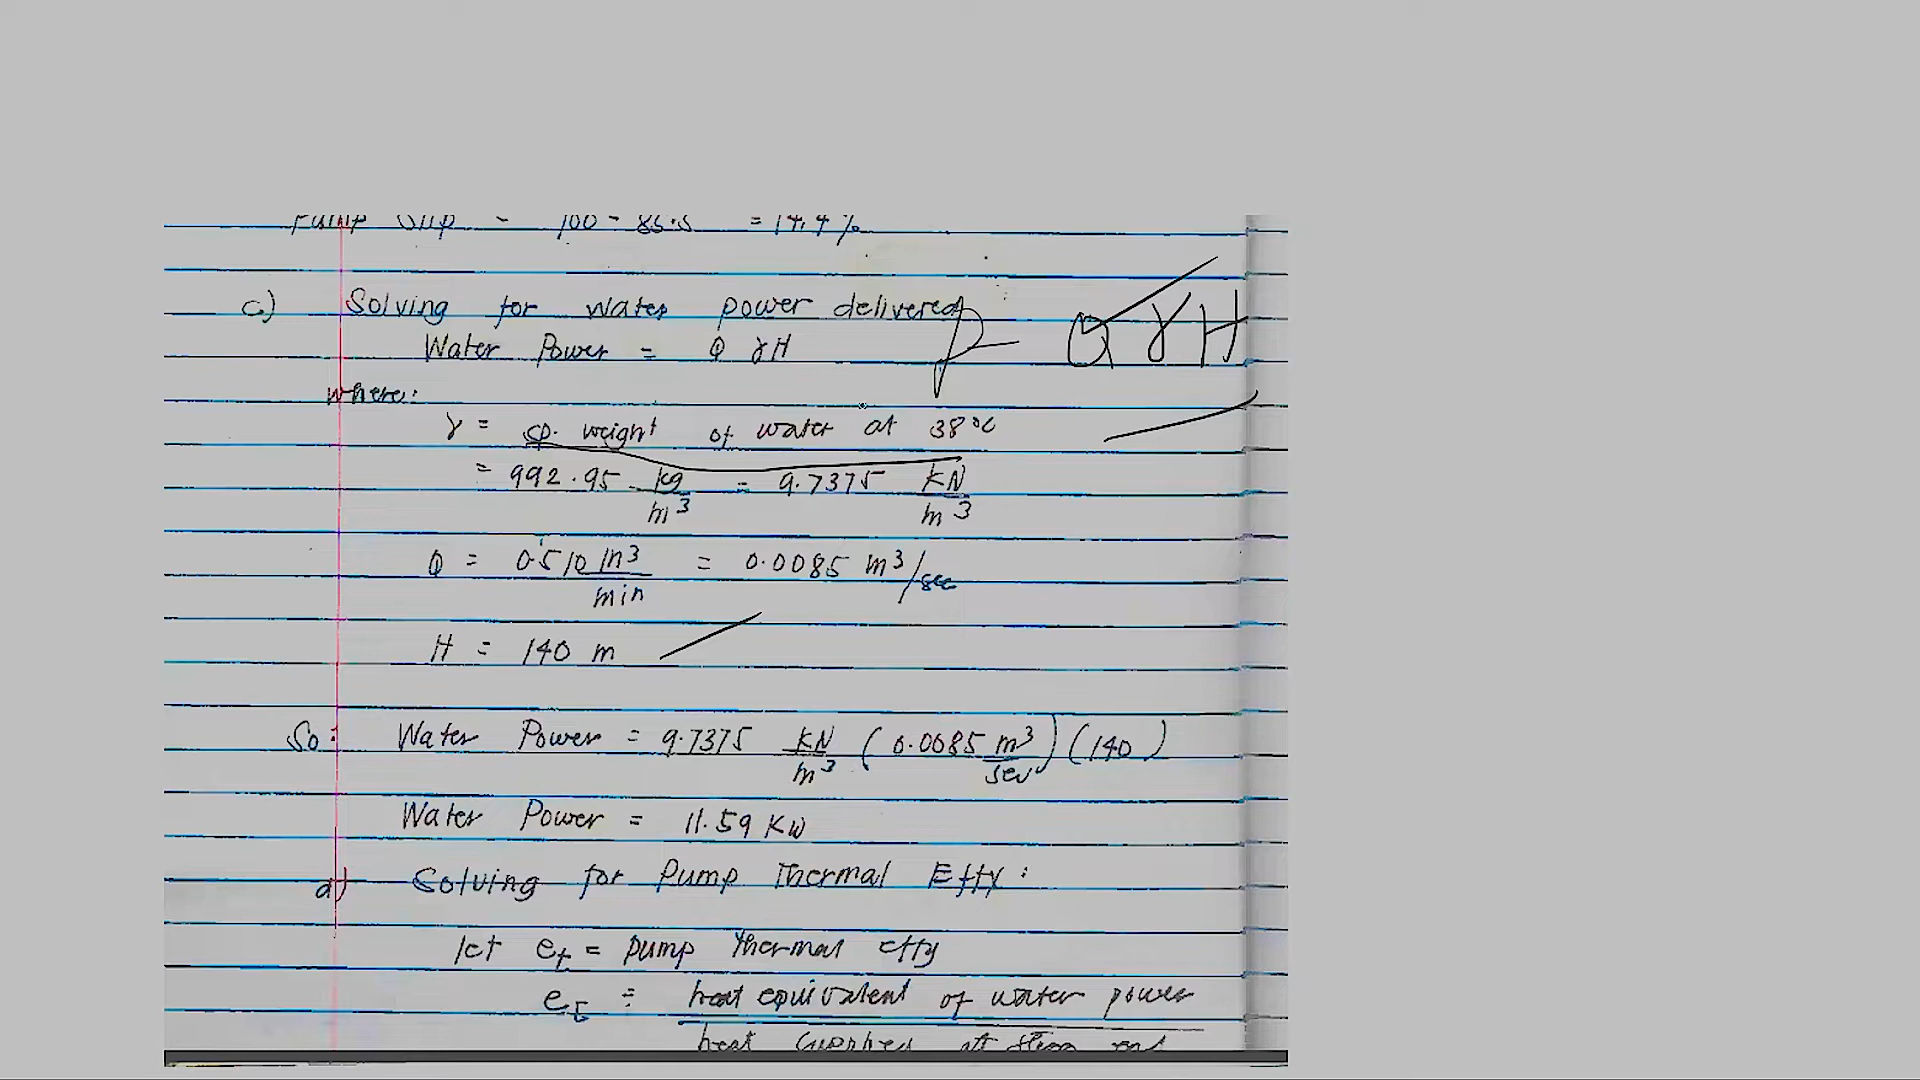 Pump Slip - 100 - 85.5 = 14.4%
c) Solving for water power delivered
Water Power = Q γH
P = QγH
where:
γ = sp. weight of water at 38°C
= 992.95 kg/m³ = 9.7375 KN/m³
Q = 0.510 m³/min = 0.0085 m³/sec
H = 140 m
So: Water Power = 9.7375 KN/m³ (0.0085 m³/sec) (140)
Water Power = 11.59 KW
d) Solving for Pump Thermal Effy:
let et = pump thermal effy
et = heat equivalent of water power
heat end